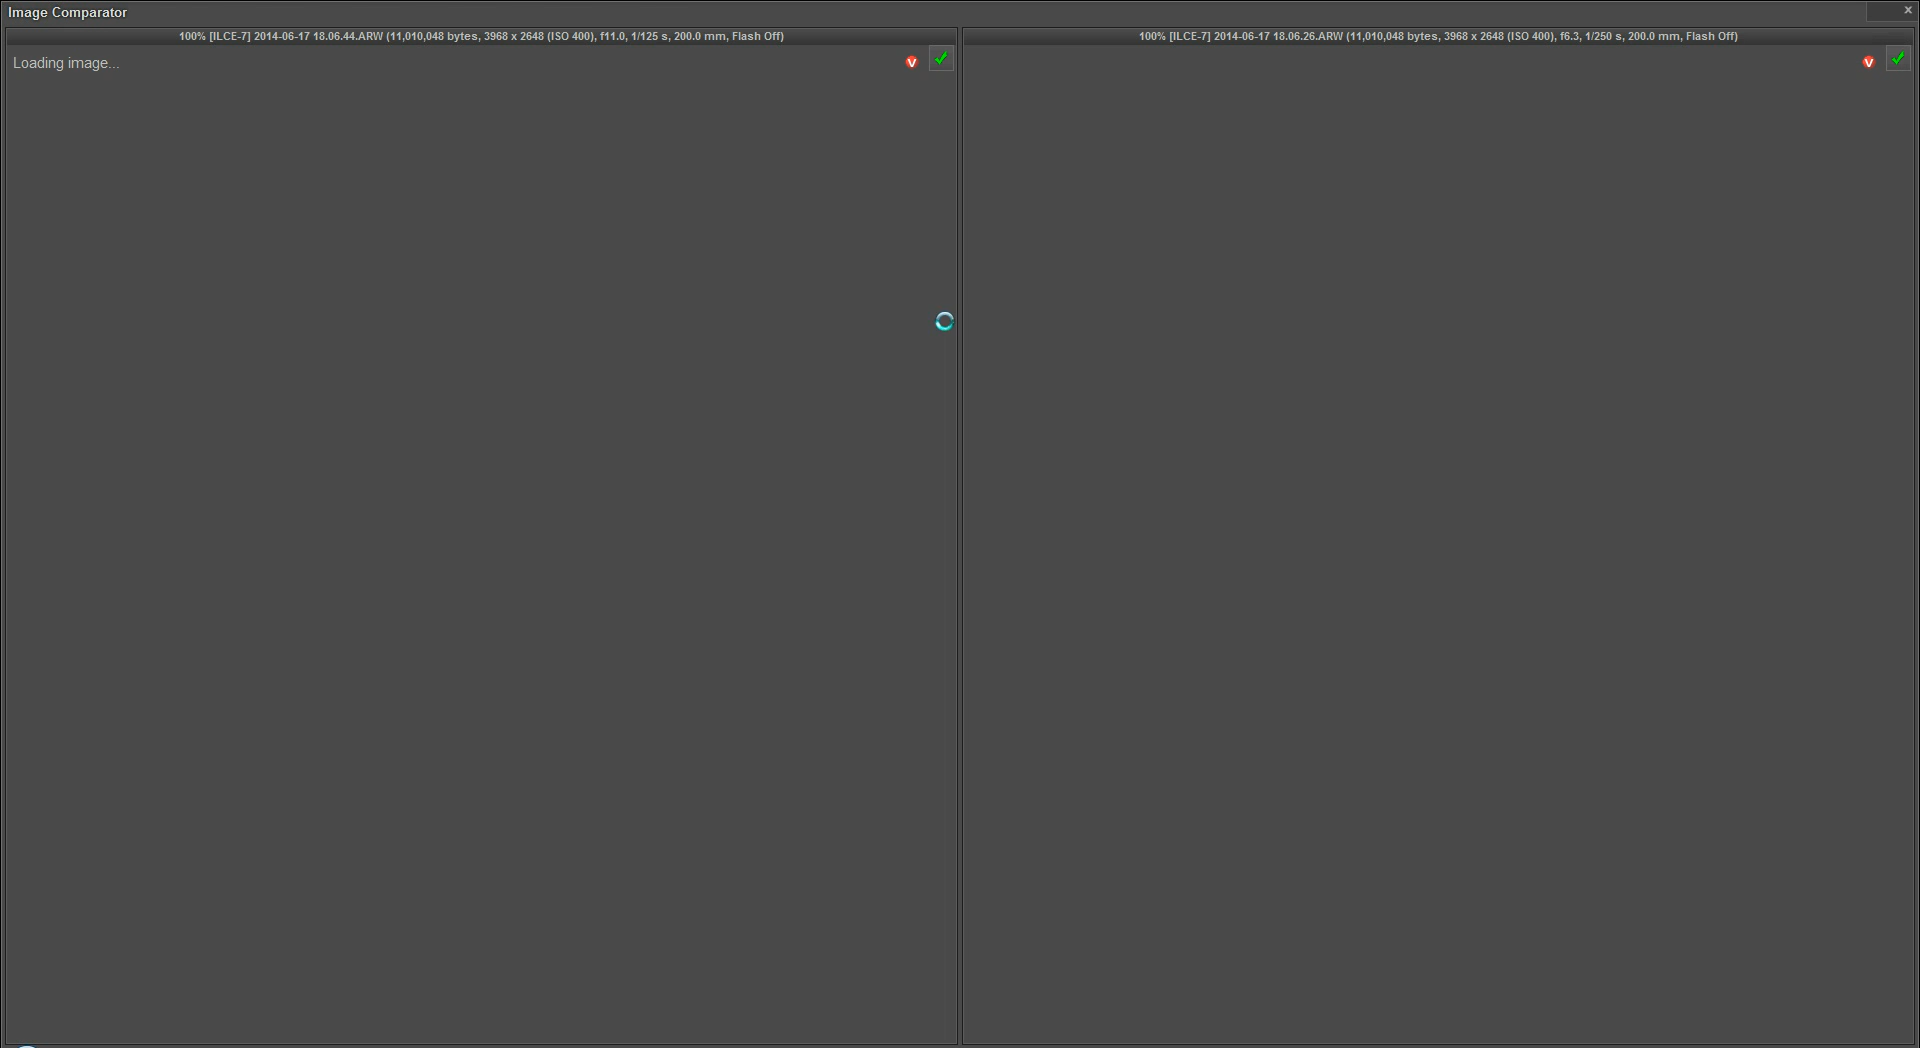 Image Comparator
100% [ILCE-7] 2014-06-17 18.06.44.ARW (11,010,048 bytes, 3968 x 2648 (ISO 400), f11.0, 1/125 s, 200.0 mm, Flash Off)
100% [ILCE-7] 2014-06-17 18.06.26.ARW (11,010,048 bytes, 3968 x 2648 (ISO 400), f6.3, 1/250 s, 200.0 mm, Flash Off)
Loading image...
V
V